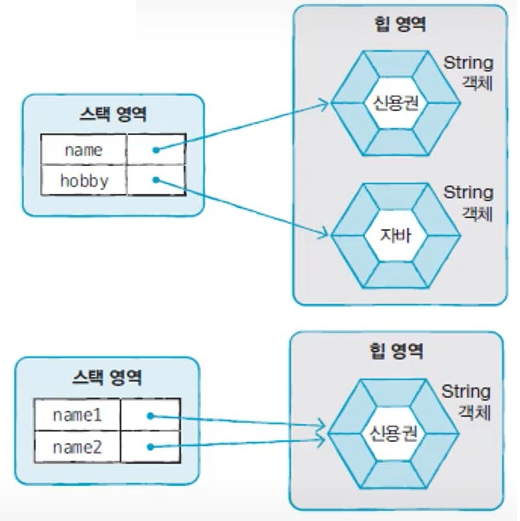 힙 영역
String
객체
신용권
스택 영역
name
hobby
String
객체
자바
힙 영역
스택 영역
String
객체
name1
신용권
name2